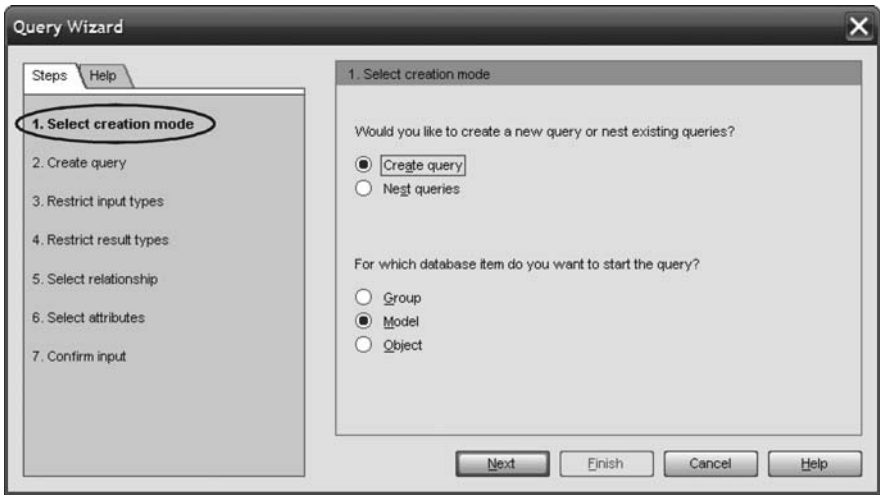 Query Wizard
Steps Help
1. Select creation mode
2. Create query
3. Restrict input types
4. Restrict result types
5. Select relationship
6. Select attributes
7. Confirm input
1. Select creation mode
Would you like to create a new query or nest existing queries?
Create query
Nest queries
For which database item do you want to start the query?
Group
Model
Object
Next Finish Cancel Help